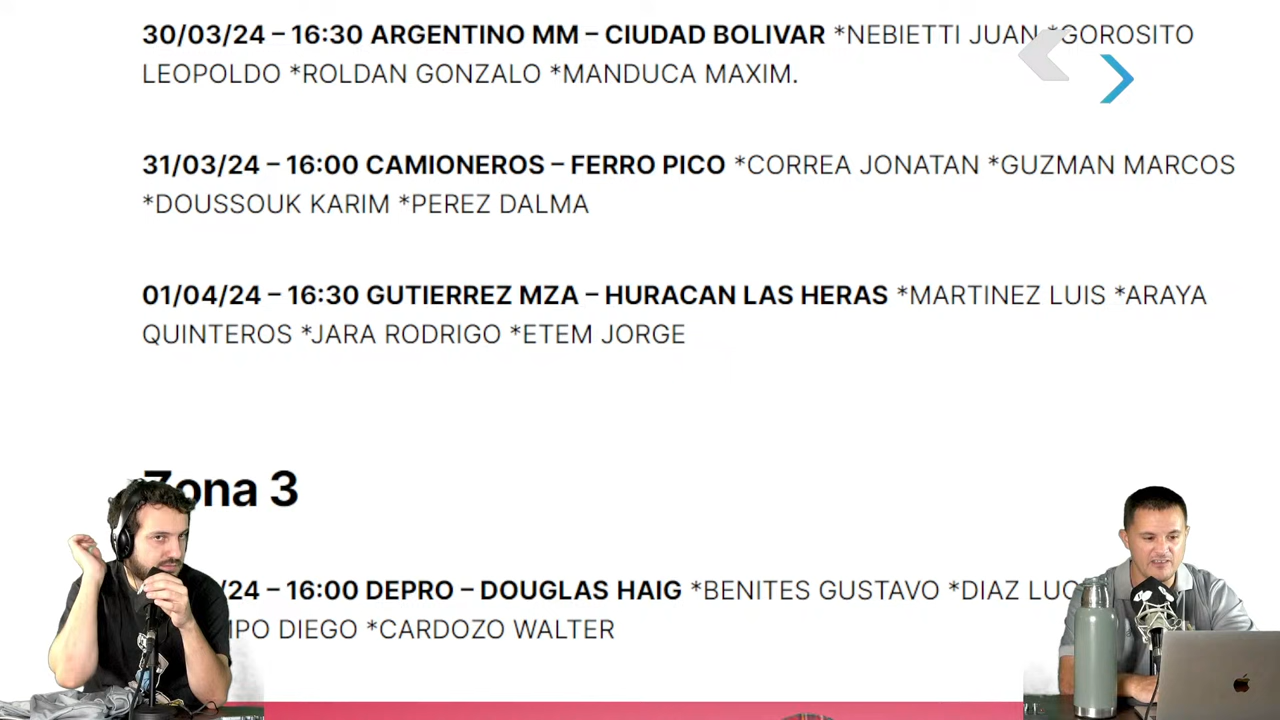 30/03/24 – 16:30 ARGENTINO MM – CIUDAD BOLIVAR *NEBIETTI JUAN *GOROSITO
LEOPOLDO *ROLDAN GONZALO *MANDUCA MAXIM.
31/03/24 – 16:00 CAMIONEROS – FERRO PICO *CORREA JONATAN *GUZMAN MARCOS
*DOUSSOUK KARIM *PEREZ DALMA
01/04/24 – 16:30 GUTIERREZ MZA – HURACAN LAS HERAS *MARTINEZ LUIS *ARAYA
QUINTEROS *JARA RODRIGO *ETEM JORGE
Zona 3
/24 – 16:00 DEPRO – DOUGLAS HAIG *BENITES GUSTAVO *DIAZ
DIEGO *CARDOZO WALTER